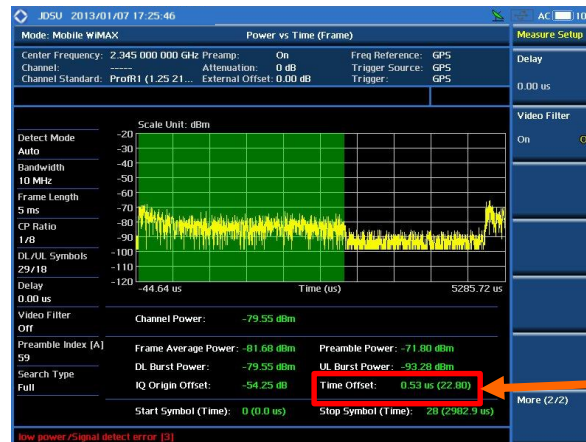 JDSU 2013/01/07 17:25:46
AC 10
Mode: Mobile WiMAX
Power vs Time (Frame)
Measure Setup
Center Frequency: 2.345 000 000 GHz Preamp: On Freq Reference: GPS
Channel: ----- Attenuation: 0 dB Trigger Source: GPS
Channel Standard: ProfR1 (1.25 21... External Offset: 0.00 dB Trigger: GPS
Delay
0.00 us
Video Filter
On
Scale Unit: dBm
-20
-30
-40
-50
-60
-70
-80
-90
-100
-110
-120
-44.64 us Time (us) 5285.72 us
Detect Mode
Auto
Bandwidth
10 MHz
Frame Length
5 ms
CP Ratio
1/8
DL/UL Symbols
29/18
Delay
0.00 us
Video Filter
Off
Preamble Index [A]
59
Search Type
Full
Channel Power: -79.55 dBm
Frame Average Power: -81.68 dBm Preamble Power: -71.80 dBm
DL Burst Power: -79.55 dBm UL Burst Power: -93.28 dBm
IQ Origin Offset: -54.25 dB Time Offset: 0.53 us (22.80)
Start Symbol (Time): 0 (0.0 us) Stop Symbol (Time): 28 (2982.9 us)
More (2/2)
low power/Signal detect error [3]